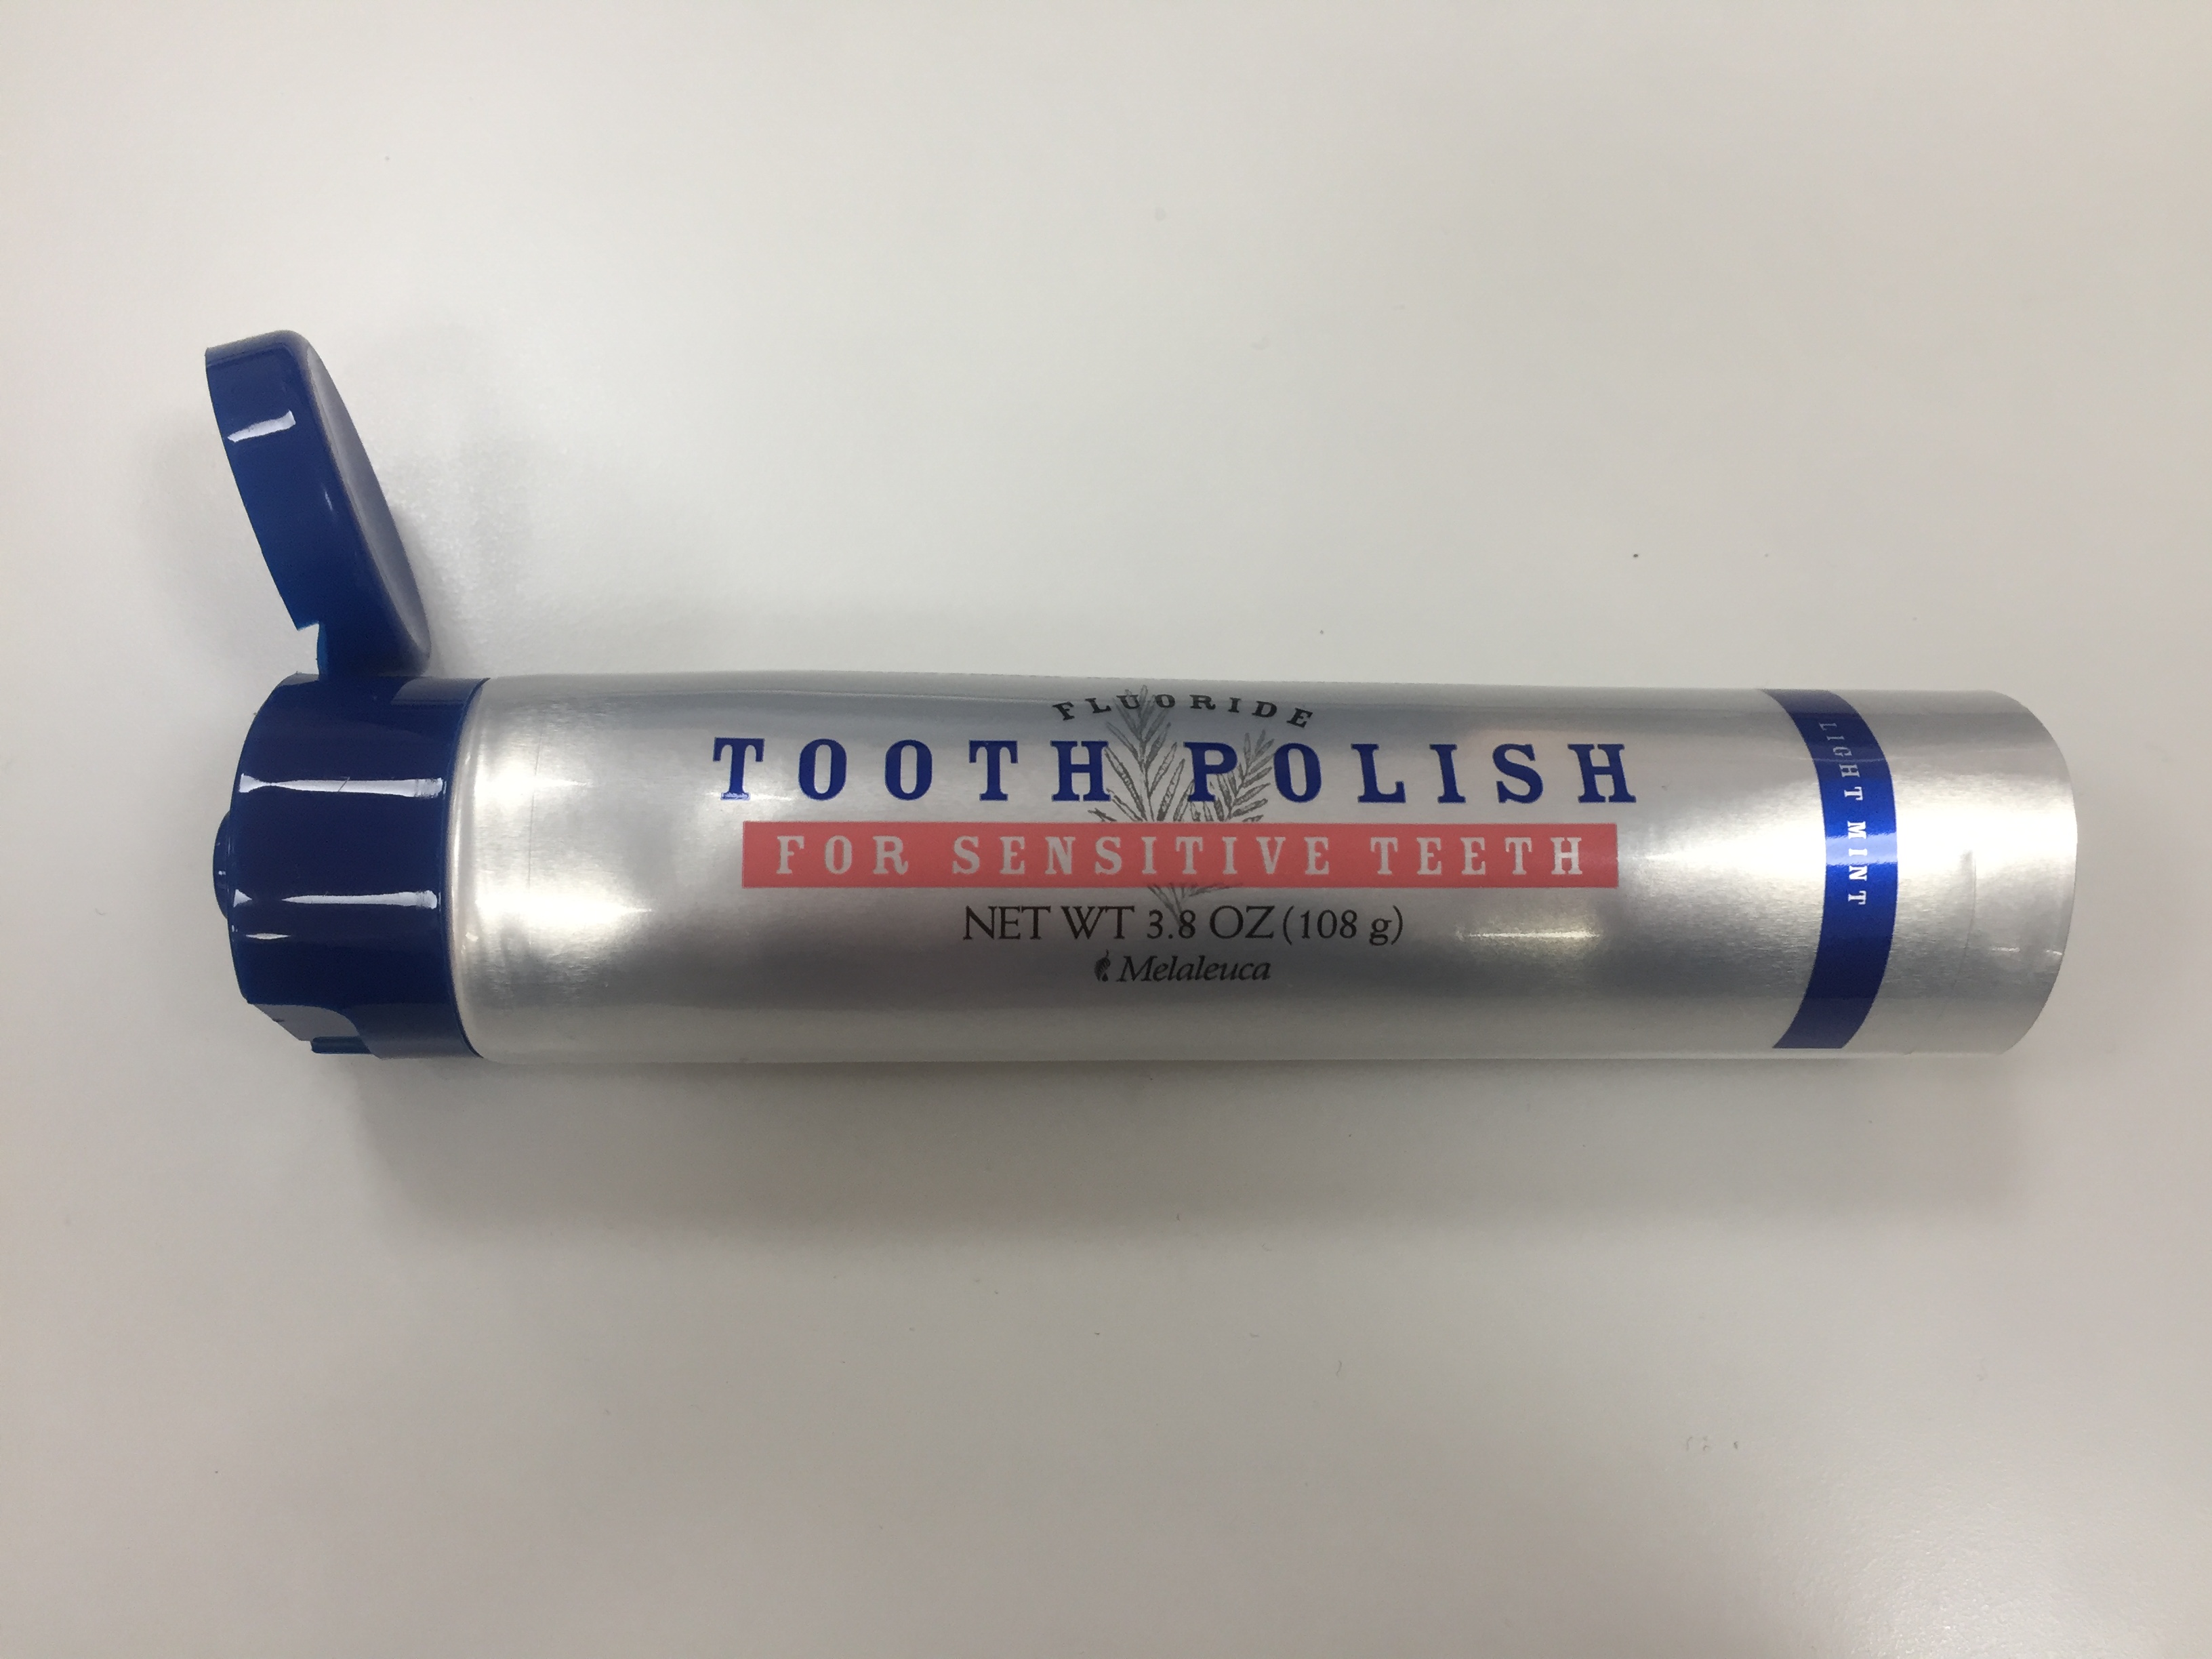 FLUORIDE
TOOTH POLISH
FOR SENSITIVE TEETH
NET WT 3.8 OZ (108 g)
Melaleuca
LIGHT MINT